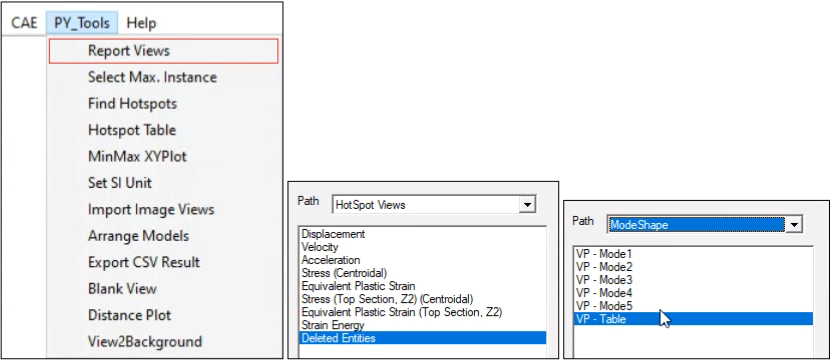 CAE PY_Tools Help
Report Views
Select Max. Instance
Find Hotspots
Hotspot Table
MinMax XYPlot
Set SI Unit
Import Image Views
Arrange Models
Export CSV Result
Blank View
Distance Plot
View2Background
Path HotSpot Views
Displacement
Velocity
Acceleration
Stress (Centroidal)
Equivalent Plastic Strain
Stress (Top Section, Z2) (Centroidal)
Equivalent Plastic Strain (Top Section, Z2)
Strain Energy
Deleted Entities
Path ModeShape
VP - Mode1
VP - Mode2
VP - Mode3
VP - Mode4
VP - Mode5
VP - Table